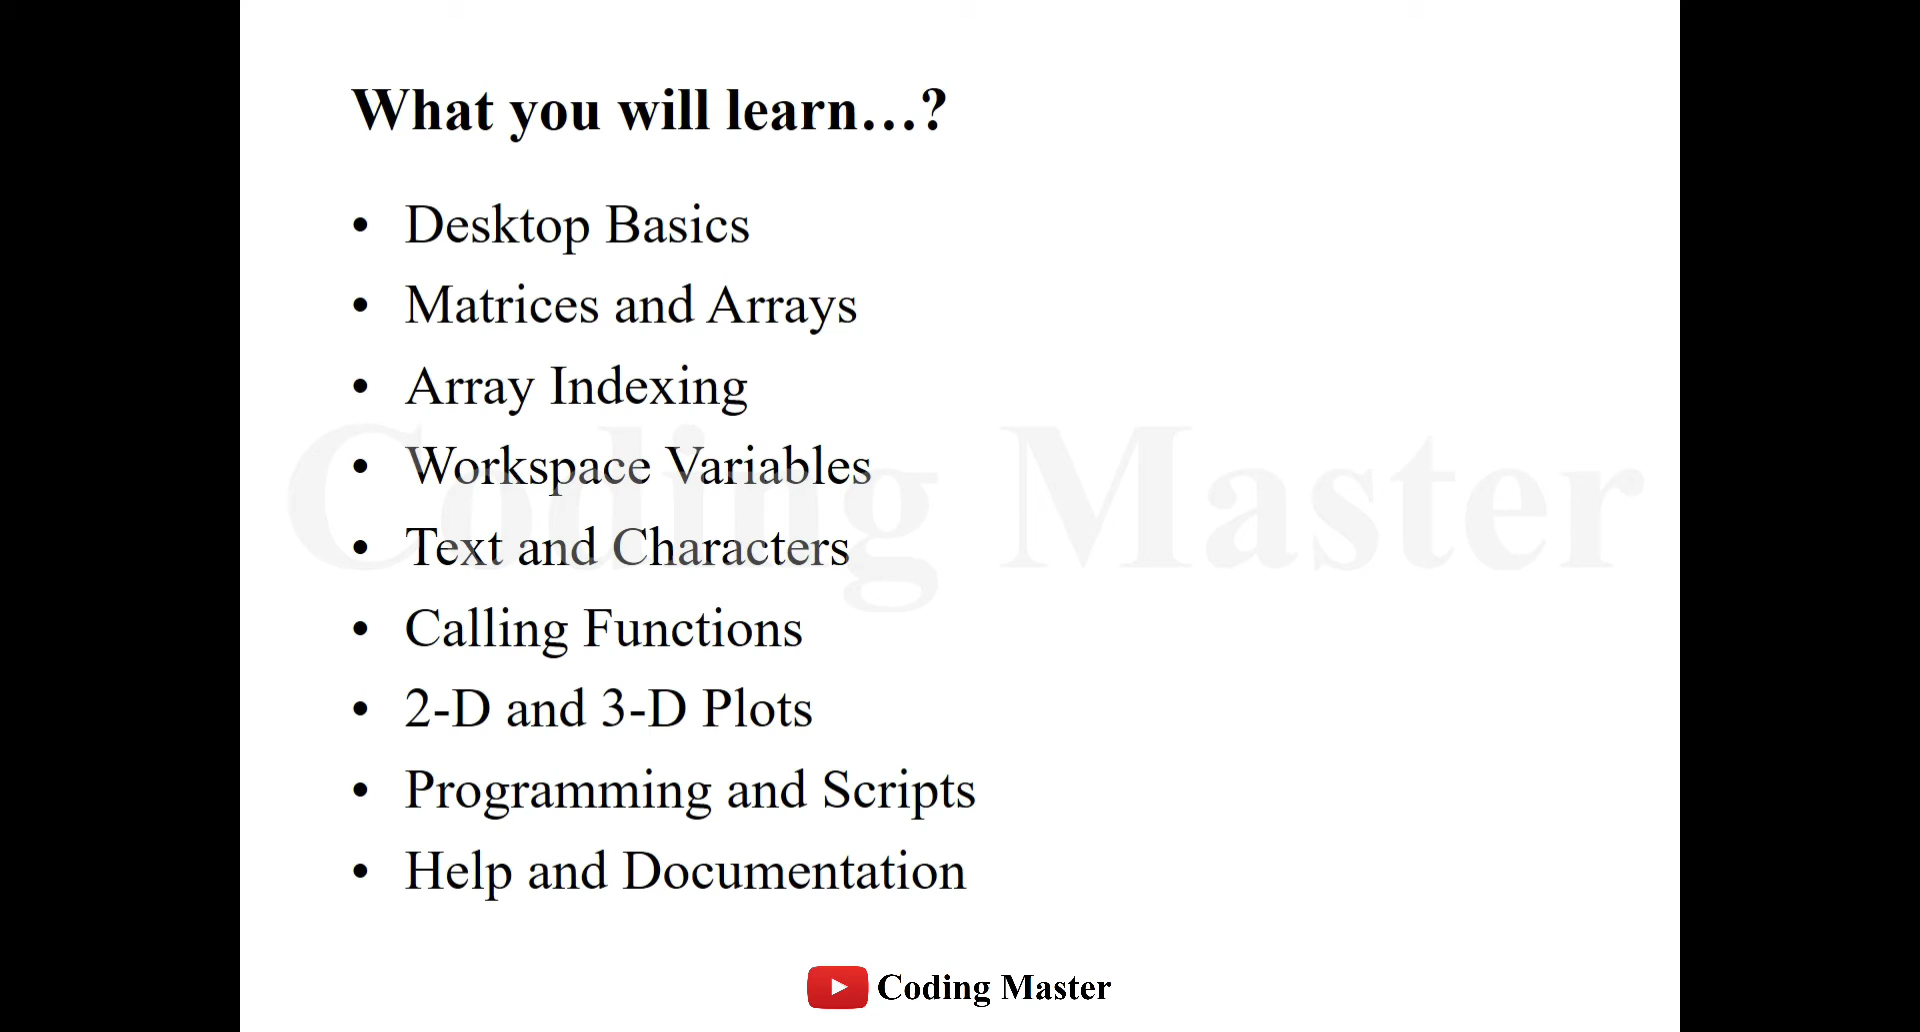 What you will learn…?
• Desktop Basics
• Matrices and Arrays
• Array Indexing
• Workspace Variables
• Text and Characters
• Calling Functions
• 2-D and 3-D Plots
• Programming and Scripts
• Help and Documentation
Coding Master
Coding Master